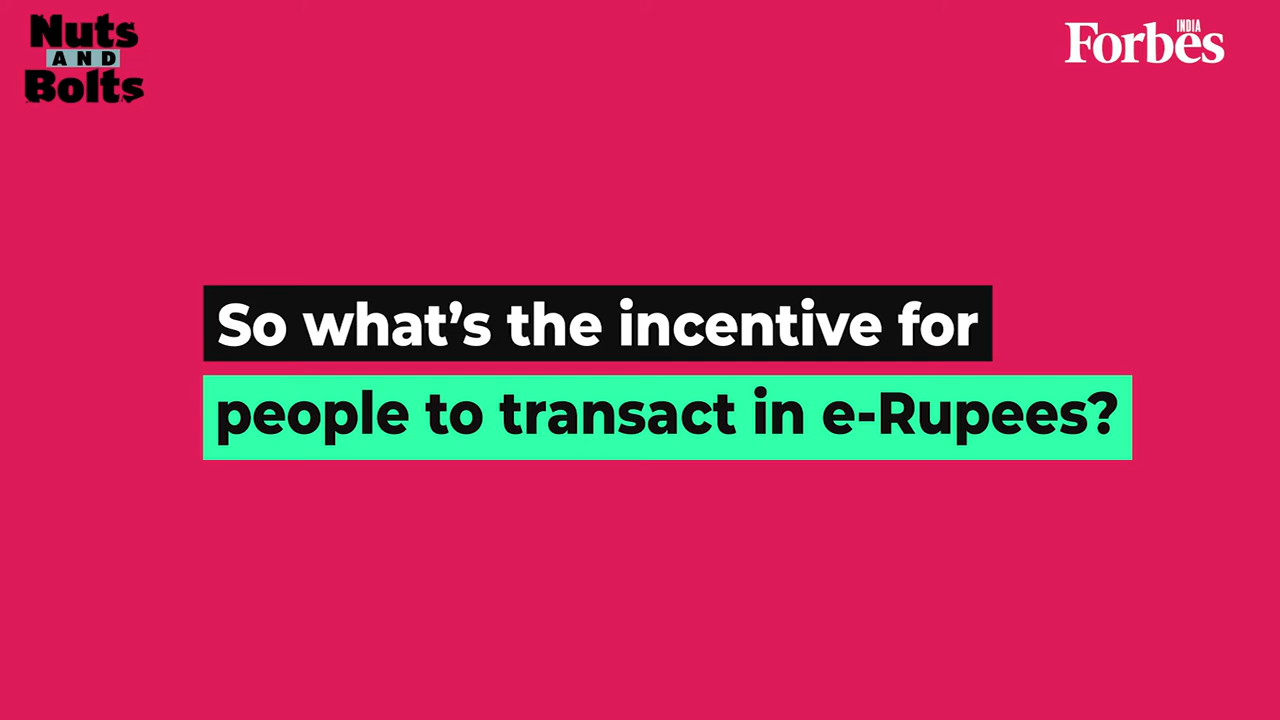 Nuts
AND
Bolts
INDIA
Forbes
So what's the incentive for
people to transact in e-Rupees?